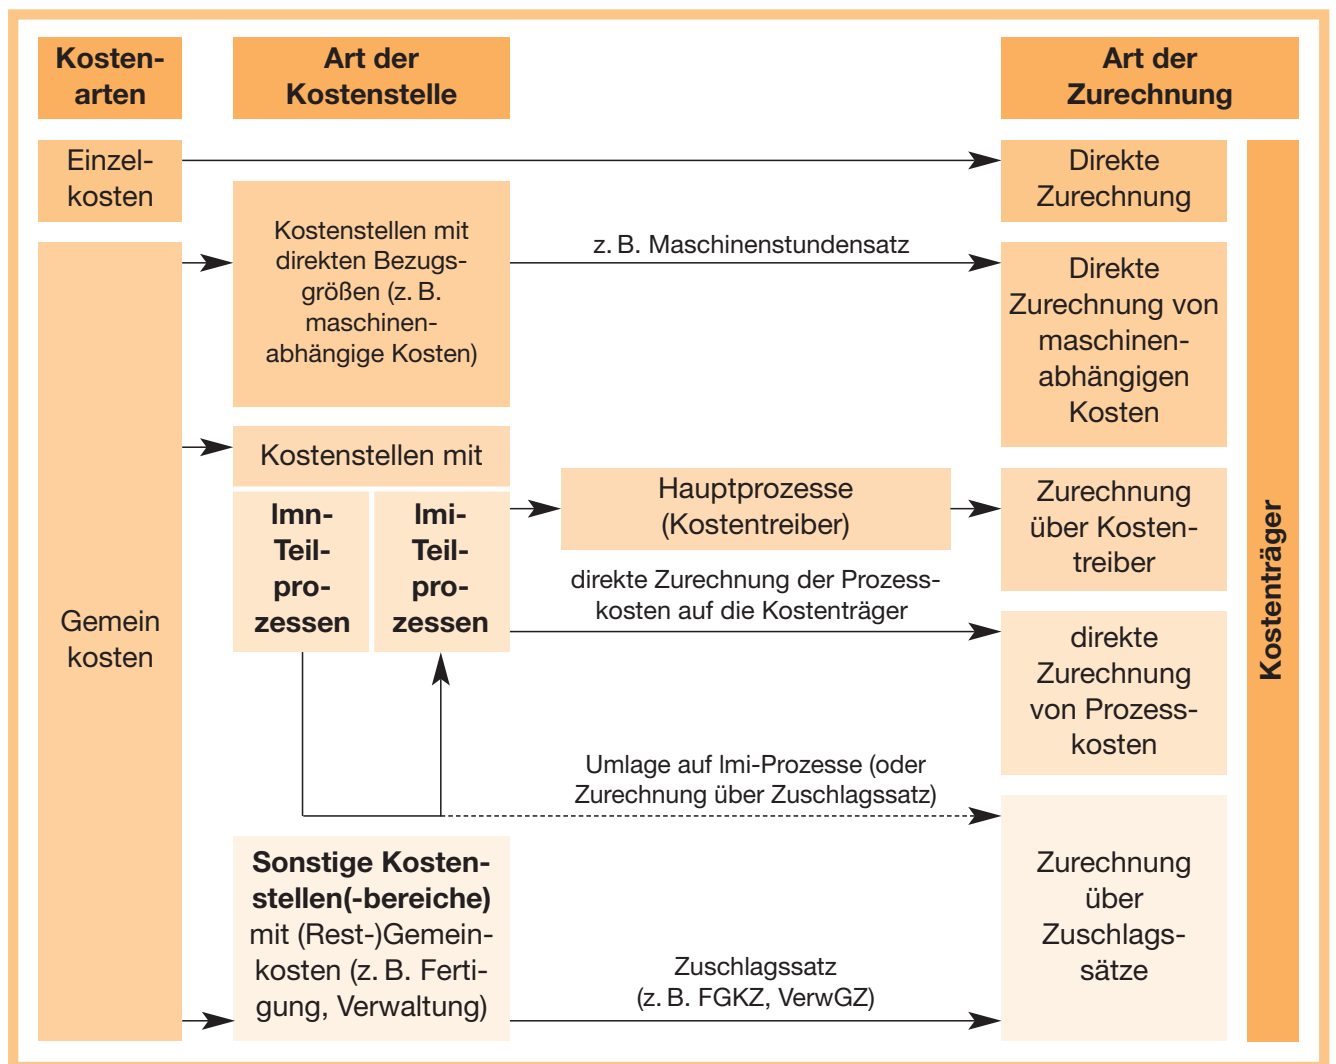 Kosten-
arten
Art der
Kostenstelle
Art der
Zurechnung
Einzel-
kosten
Direkte
Zurechnung
Kostenstellen mit
direkten Bezugs-
größen (z. B.
maschinen-
abhängige Kosten)
z. B. Maschinenstundensatz
Direkte
Zurechnung von
maschinen-
abhängigen
Kosten
Gemein
kosten
Kostenstellen mit
lmn-
Teil-
pro-
zessen
lmi-
Teil-
pro-
zessen
Hauptprozesse
(Kostentreiber)
Zurechnung
über Kosten-
treiber
direkte Zurechnung der Prozess-
kosten auf die Kostenträger
direkte
Zurechnung
von Prozess-
kosten
Umlage auf lmi-Prozesse (oder
Zurechnung über Zuschlagssatz)
Sonstige Kosten-
stellen(-bereiche)
mit (Rest-)Gemein-
kosten (z. B. Ferti-
gung, Verwaltung)
Zuschlagssatz
(z. B. FGKZ, VerwGZ)
Zurechnung
über
Zuschlags-
sätze
Kostenträger